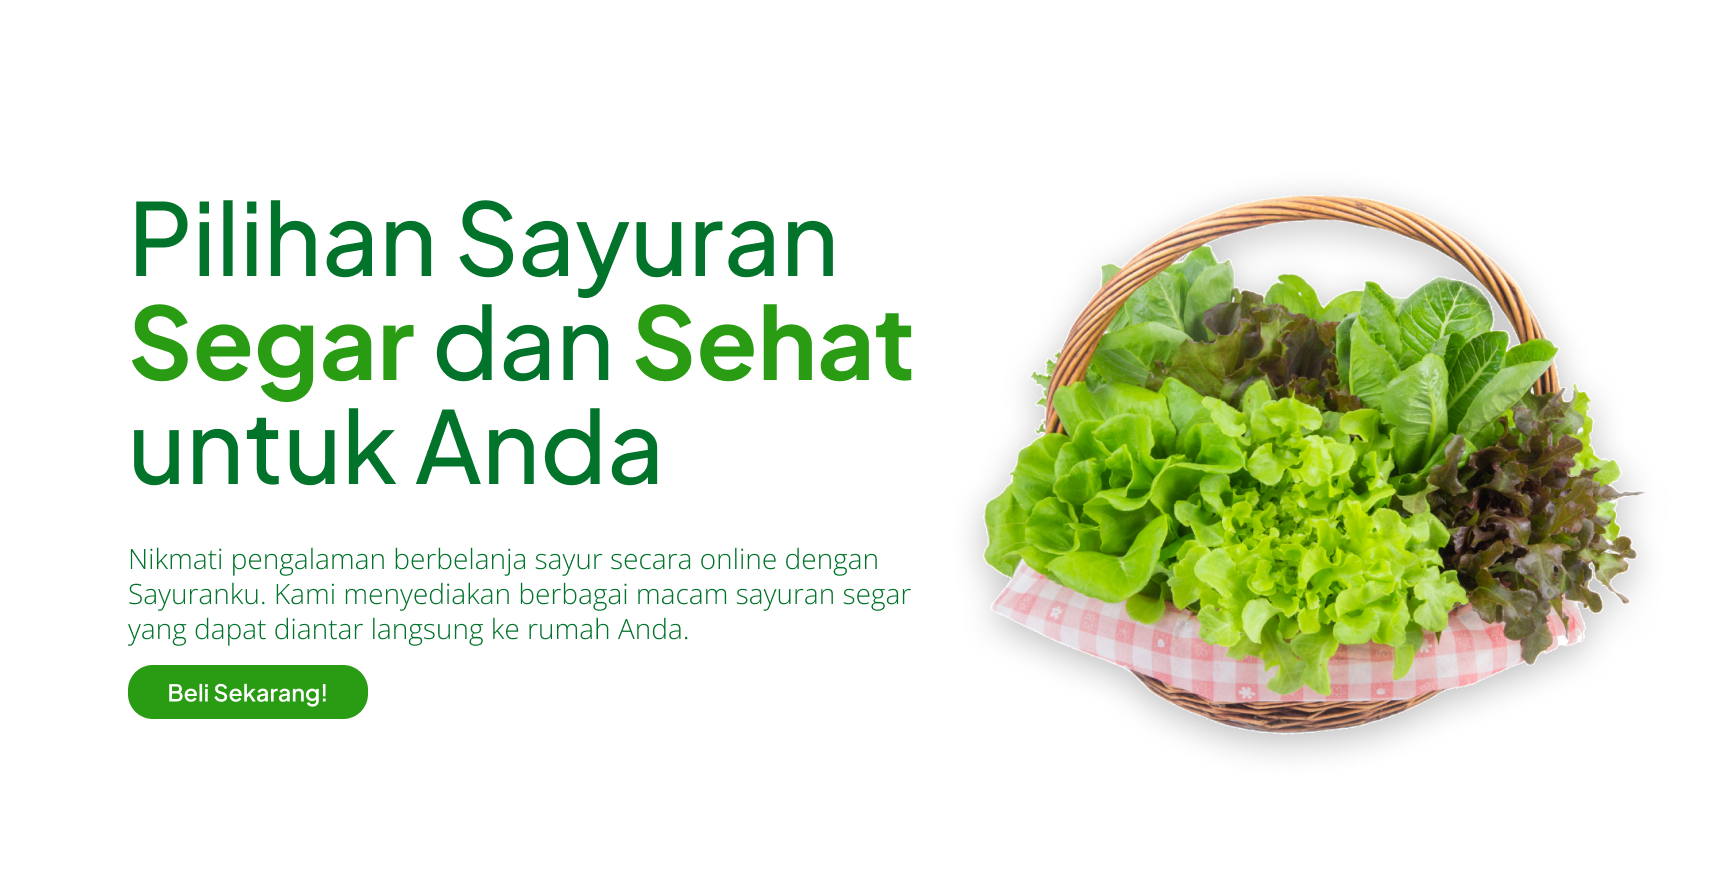 Pilihan Sayuran
Segar dan Sehat
untuk Anda
Nikmati pengalaman berbelanja sayur secara online dengan
Sayuranku. Kami menyediakan berbagai macam sayuran segar
yang dapat diantar langsung ke rumah Anda.
Beli Sekarang!